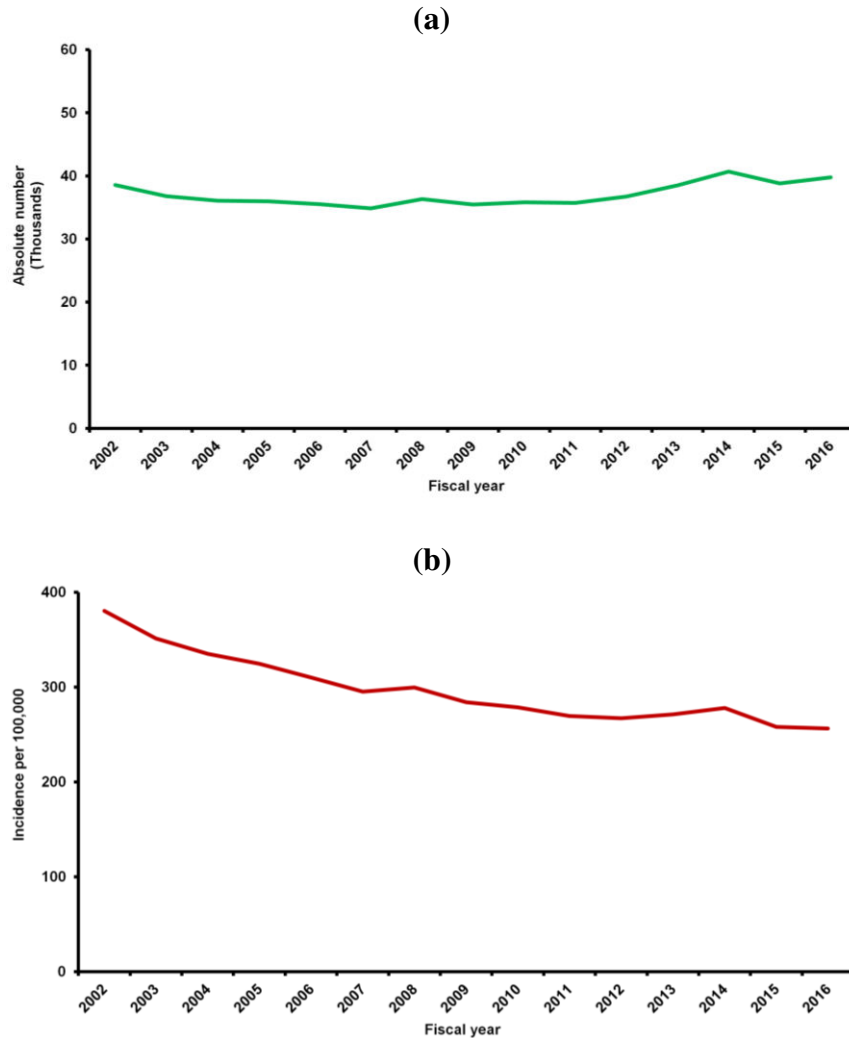 (a)
60
50
40
30
20
10
0
Absolute number
(Thousands)
2002 2003 2004 2005 2006 2007 2008 2009 2010 2011 2012 2013 2014 2015 2016
Fiscal year
(b)
400
300
200
100
0
Incidence per 100,000
2002 2003 2004 2005 2006 2007 2008 2009 2010 2011 2012 2013 2014 2015 2016
Fiscal year